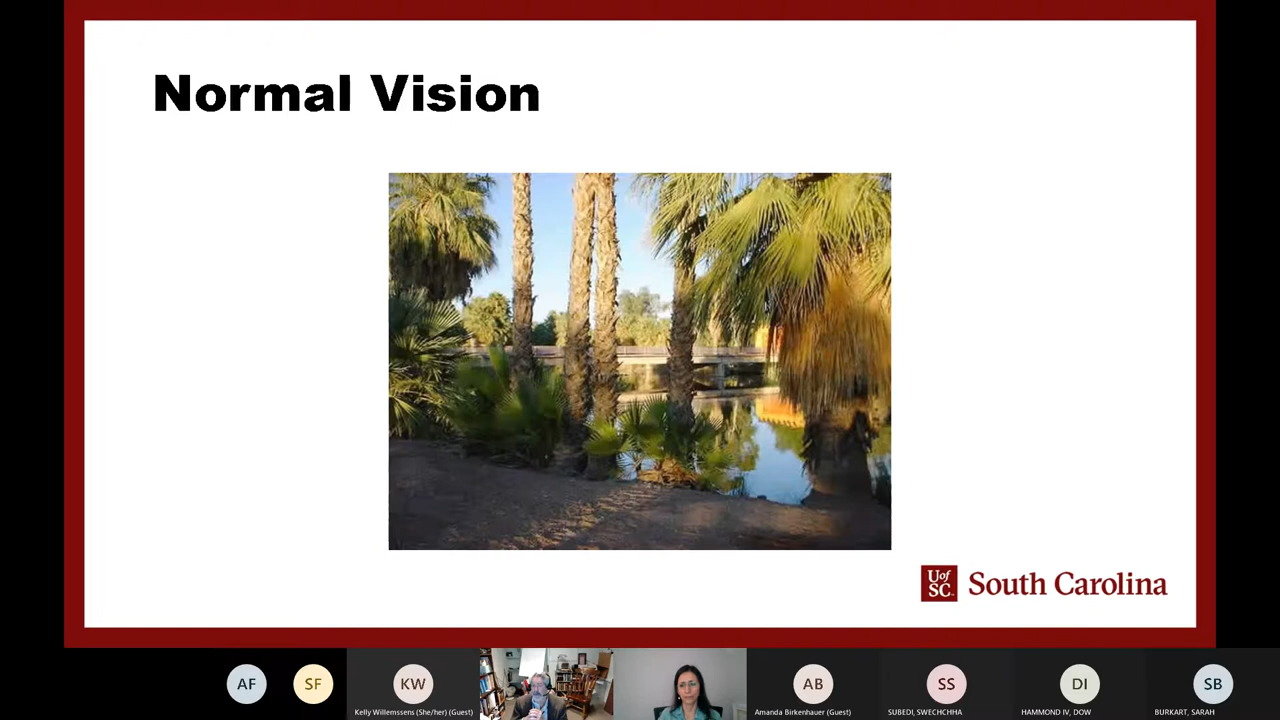 Normal Vision
UofSC South Carolina
AF
SF
KW
AB
SS
DI
SB
Kelly Willemssens (She/her) (Guest)
Amanda Birkenhauer (Guest)
SUBEDI, SWECHCHHA
HAMMOND IV, DOW
BURKART, SARAH